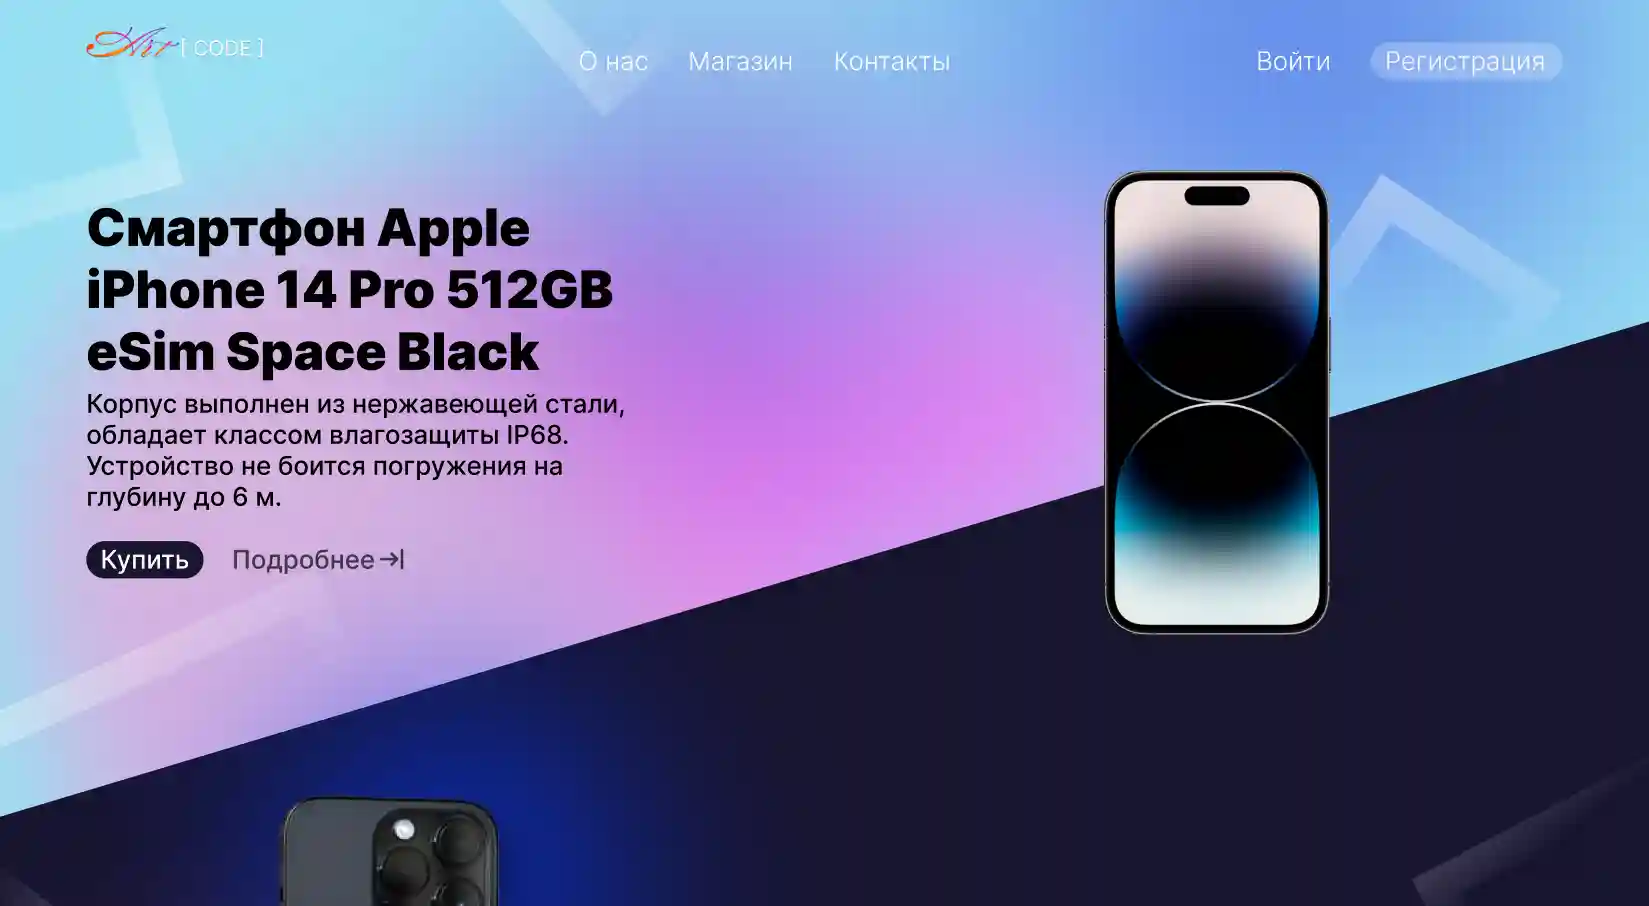 Art [ CODE ]
О нас Магазин Контакты
Войти Регистрация
Смартфон Apple
iPhone 14 Pro 512GB
eSim Space Black
Корпус выполнен из нержавеющей стали,
обладает классом влагозащиты IP68.
Устройство не боится погружения на
глубину до 6 м.
Купить Подробнее